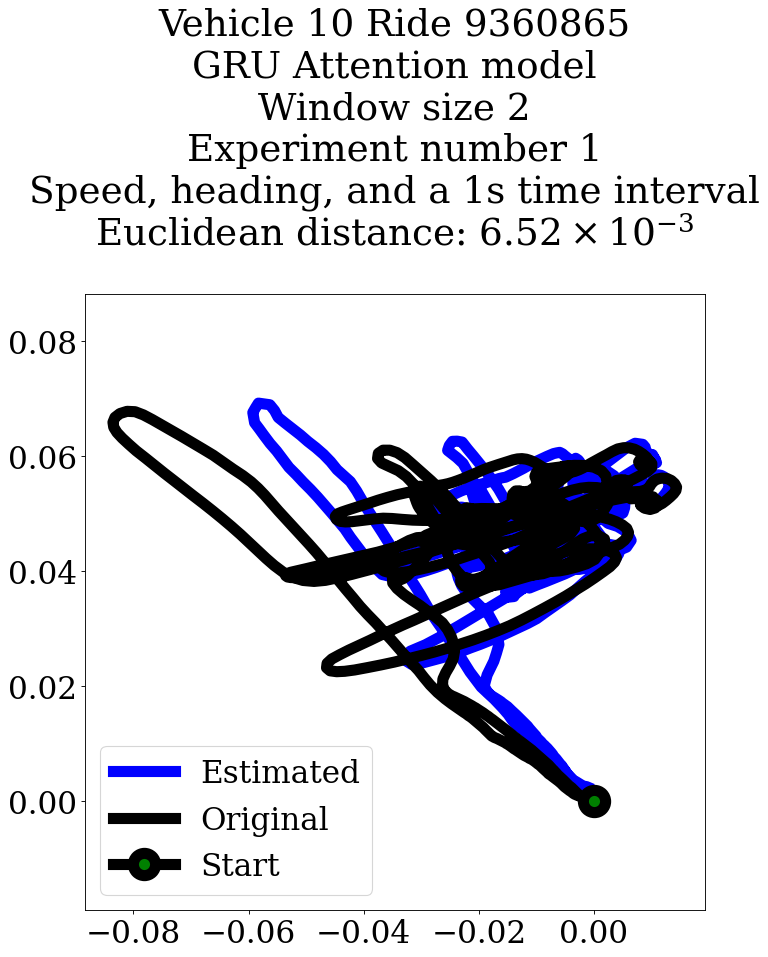 Vehicle 10 Ride 9360865
GRU Attention model
Window size 2
Experiment number 1
Speed, heading, and a 1s time interval
Euclidean distance: 6.52 × 10⁻³
0.08
0.06
0.04
0.02
0.00
Estimated
Original
Start
−0.08 −0.06 −0.04 −0.02 0.00